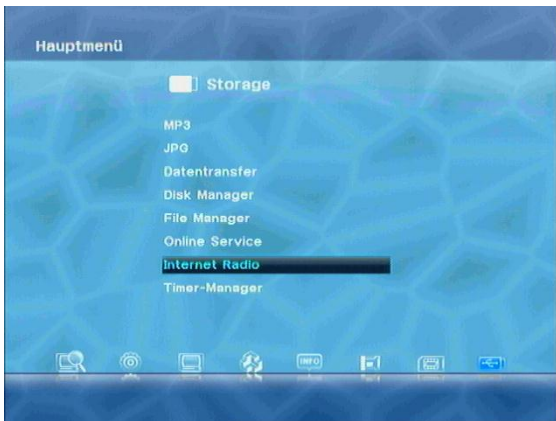 Hauptmenü
Storage
MP3
JPG
Datentransfer
Disk Manager
File Manager
Online Service
Internet Radio
Timer-Manager
INFO